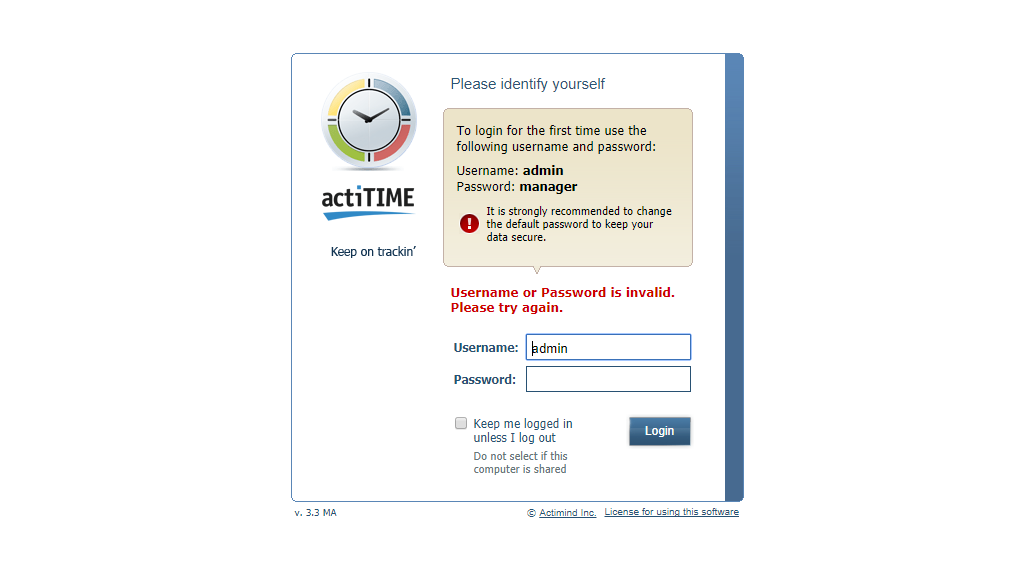 Please identify yourself
To login for the first time use the
following username and password:
Username: admin
Password: manager
It is strongly recommended to change
the default password to keep your
data secure.
actiTIME
Keep on trackin’
Username or Password is invalid.
Please try again.
Username: admin
Password:
Keep me logged in
unless I log out
Login
Do not select if this
computer is shared
v. 3.3 MA
© Actimind Inc. License for using this software